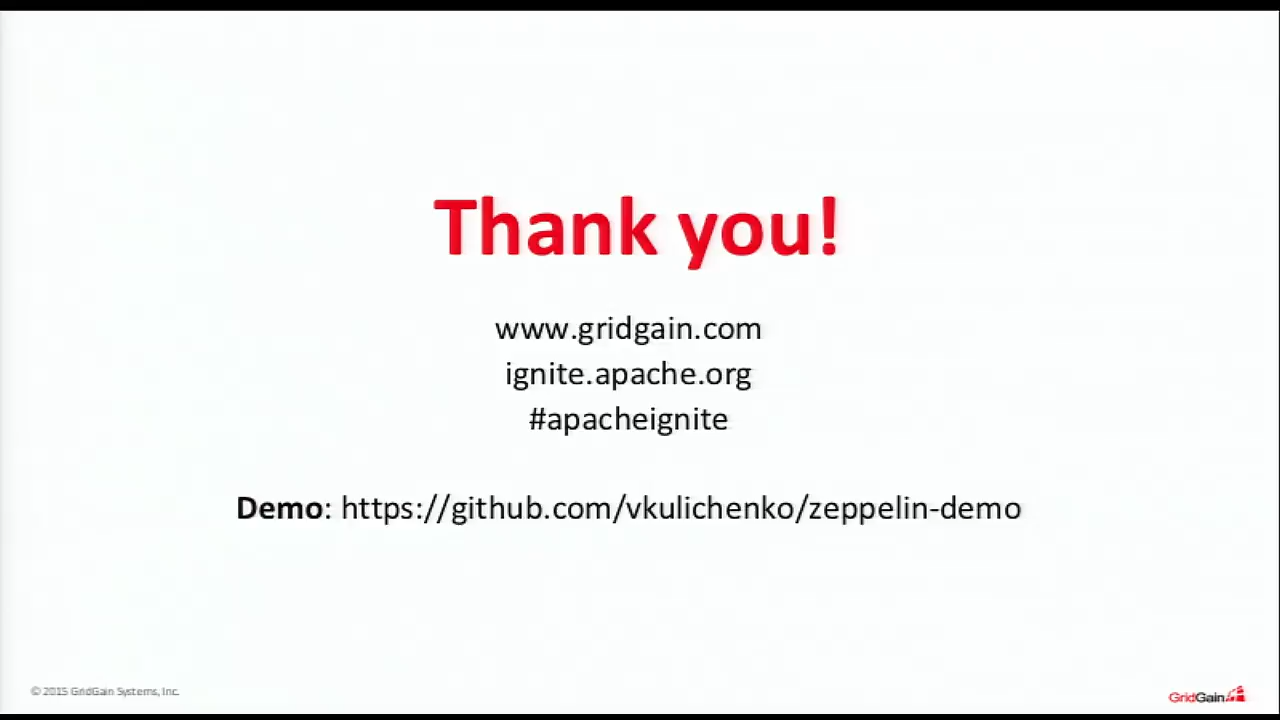 Thank you!
www.gridgain.com
ignite.apache.org
#apacheignite
Demo: https://github.com/vkulichenko/zeppelin-demo
© 2015 GridGain Systems, Inc.
GridGain